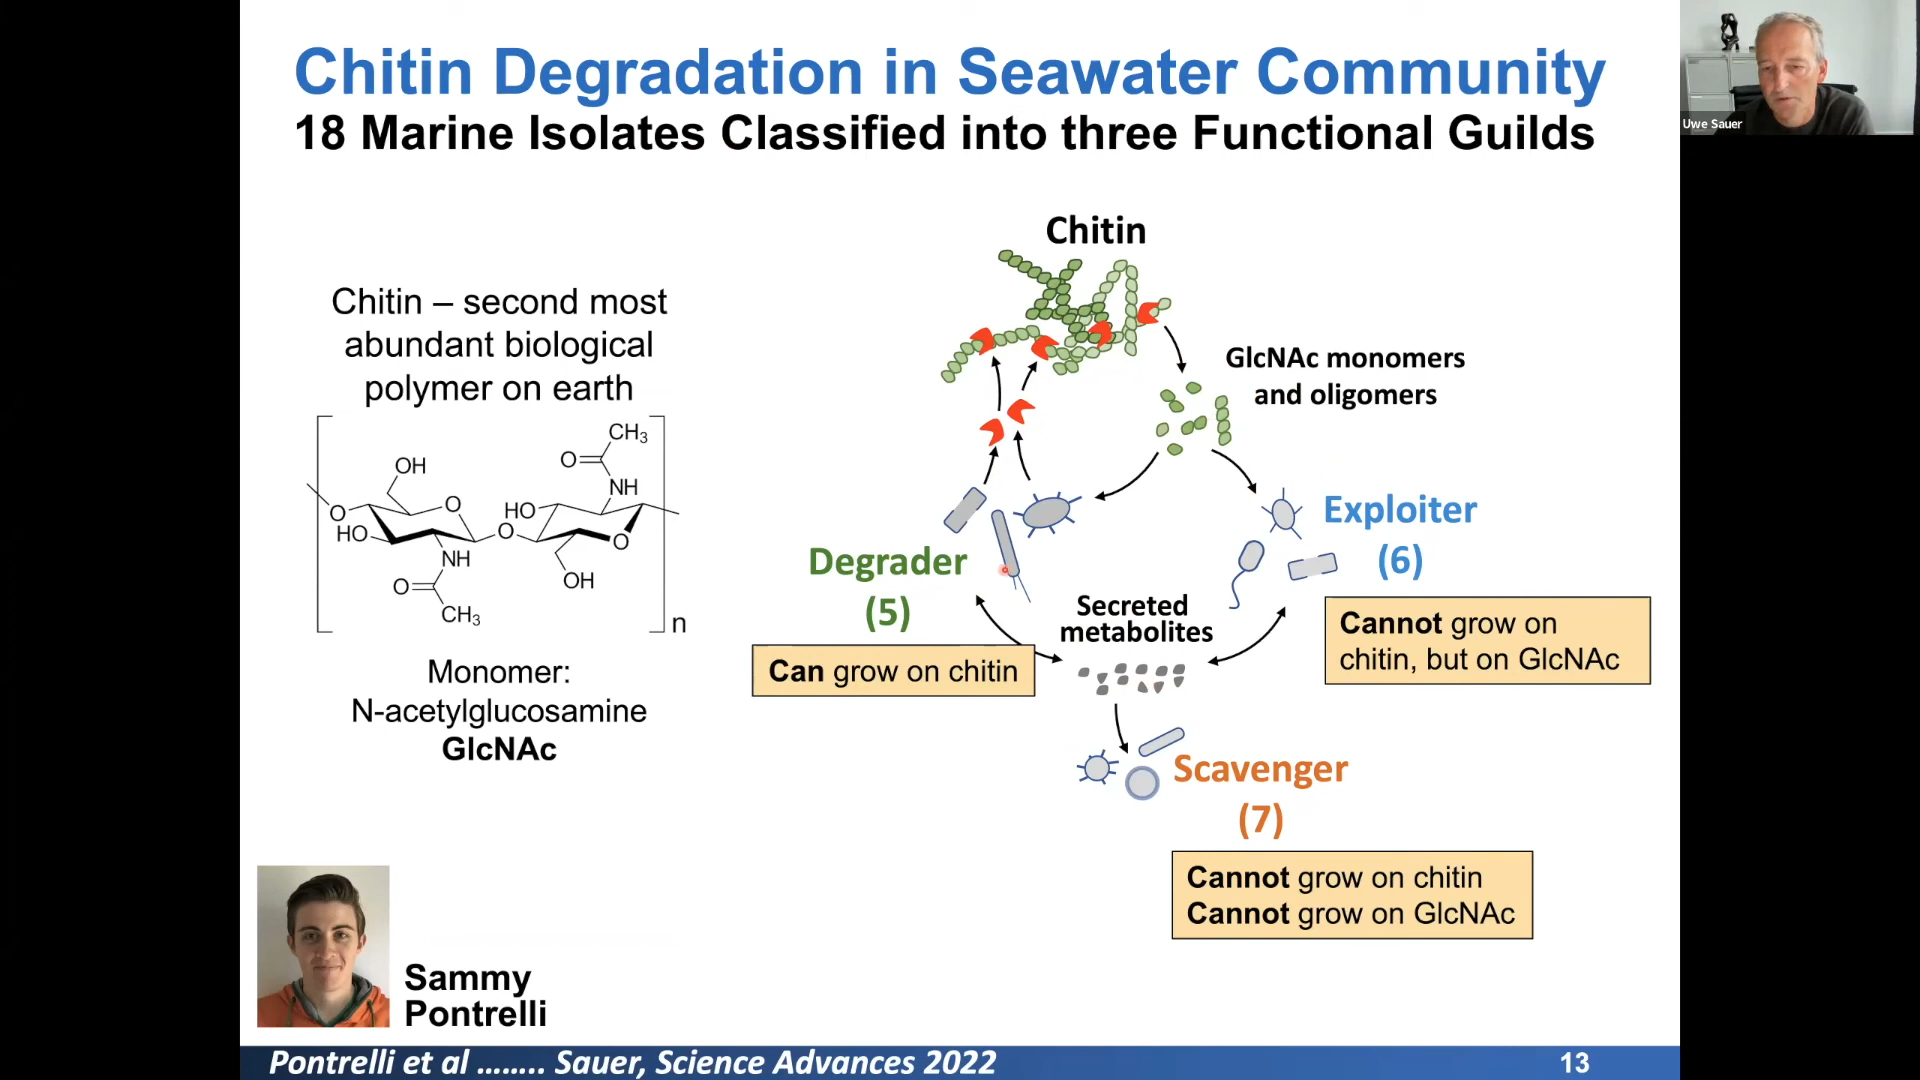 Chitin Degradation in Seawater Community
18 Marine Isolates Classified into three Functional Guilds
Uwe Sauer
Chitin – second most
abundant biological
polymer on earth
CH3
O
NH
OH
O
HO
O
HO
O
O
NH
OH
O
CH3
n
Monomer:
N-acetylglucosamine
GlcNAc
Chitin
GlcNAc monomers
and oligomers
Degrader
(5)
Can grow on chitin
Exploiter
(6)
Cannot grow on
chitin, but on GlcNAc
Secreted
metabolites
Scavenger
(7)
Cannot grow on chitin
Cannot grow on GlcNAc
Sammy
Pontrelli
Pontrelli et al ........ Sauer, Science Advances 2022
13